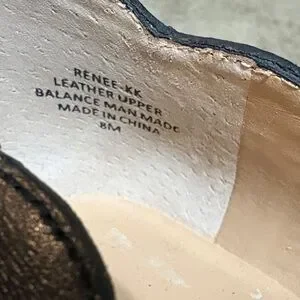 RENEE-KK
LEATHER UPPER
BALANCE MAN MADE
MADE IN CHINA
8M